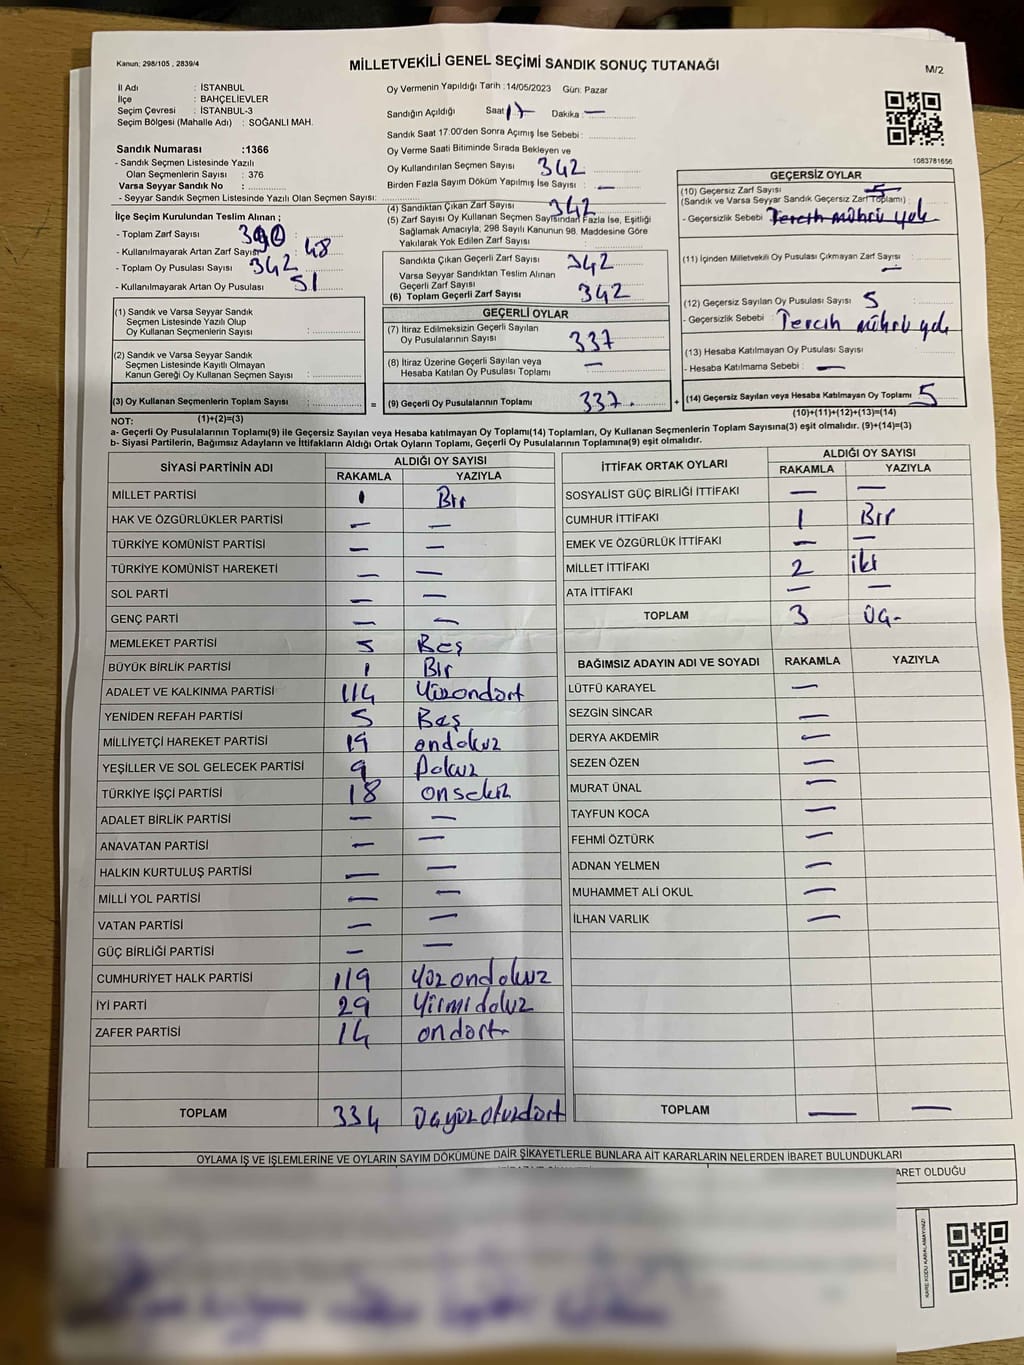 Kanun: 298/105 , 2839/4
MİLLETVEKİLİ GENEL SEÇİMİ SANDIK SONUÇ TUTANAĞI
M/2
İl Adı : İSTANBUL
İlçe : BAHÇELİEVLER
Seçim Çevresi : İSTANBUL-3
Seçim Bölgesi (Mahalle Adı) : SOĞANLI MAH.
Sandık Numarası :1366
- Sandık Seçmen Listesinde Yazılı
Olan Seçmenlerin Sayısı : 376
Varsa Seyyar Sandık No :
- Seyyar Sandık Seçmen Listesinde Yazılı Olan Seçmen Sayısı:
İlçe Seçim Kurulundan Teslim Alınan ;
- Toplam Zarf Sayısı :
- Kullanılmayarak Artan Zarf Sayısı : 48
- Toplam Oy Pusulası Sayısı : 342
- Kullanılmayarak Artan Oy Pusulası : 51
(1) Sandık ve Varsa Seyyar Sandık
Seçmen Listesinde Yazılı Olup
Oy Kullanan Seçmenlerin Sayısı :
(2) Sandık ve Varsa Seyyar Sandık
Seçmen Listesinde Kayıtlı Olmayan
Kanun Gereği Oy Kullanan Seçmen Sayısı :
(3) Oy Kullanan Seçmenlerin Toplam Sayısı : =
(1)+(2)=(3)
Oy Vermenin Yapıldığı Tarih :14/05/2023 Gün: Pazar
Sandığın Açıldığı Saat 17 Dakika : —
Sandık Saat 17:00'den Sonra Açımış İse Sebebi :
Oy Verme Saati Bitiminde Sırada Bekleyen ve
Oy Kullandırılan Seçmen Sayısı 342
Birden Fazla Sayım Döküm Yapılmış İse Sayısı : —
(4) Sandıktan Çıkan Zarf Sayısı : 342
(5) Zarf Sayısı Oy Kullanan Seçmen Sayısından Fazla İse, Eşitliği
Sağlamak Amacıyla, 298 Sayılı Kanunun 98. Maddesine Göre
Yakılarak Yok Edilen Zarf Sayısı :
Sandıkta Çıkan Geçerli Zarf Sayısı : 342
Varsa Seyyar Sandıktan Teslim Alınan
Geçerli Zarf Sayısı :
(6) Toplam Geçerli Zarf Sayısı : 342
GEÇERLİ OYLAR
(7) İtiraz Edilmeksizin Geçerli Sayılan
Oy Pusulalarının Sayısı : 337
(8) İtiraz Üzerine Geçerli Sayılan veya
Hesaba Katılan Oy Pusulası Toplamı : —
(9) Geçerli Oy Pusulalarının Toplamı : 337. +
1083781656
GEÇERSİZ OYLAR
(10) Geçersiz Zarf Sayısı : 5
(Sandık ve Varsa Seyyar Sandık Geçersiz Zarf Toplamı)
- Geçersizlik Sebebi : Tercih mührü yok
(11) İçinden Milletvekili Oy Pusulası Çıkmayan Zarf Sayısı : —
(12) Geçersiz Sayılan Oy Pusulası Sayısı : 5
- Geçersizlik Sebebi : Tercih mührü yok
(13) Hesaba Katılmayan Oy Pusulası Sayısı :
- Hesaba Katılmama Sebebi : —
(14) Geçersiz Sayılan veya Hesaba Katılmayan Oy Toplamı : 5
(10)+(11)+(12)+(13)=(14)
NOT:
a- Geçerli Oy Pusulalarının Toplamı(9) ile Geçersiz Sayılan veya Hesaba katılmayan Oy Toplamı(14) Toplamları, Oy Kullanan Seçmenlerin Toplam Sayısına(3) eşit olmalıdır. (9)+(14)=(3)
b- Siyasi Partilerin, Bağımsız Adayların ve İttifakların Aldığı Ortak Oyların Toplamı, Geçerli Oy Pusulalarının Toplamına(9) eşit olmalıdır.
SİYASİ PARTİNİN ADI ALDIĞI OY SAYISI
RAKAMLA YAZIYLA
MİLLET PARTİSİ 1 Bir
HAK VE ÖZGÜRLÜKLER PARTİSİ — —
TÜRKİYE KOMÜNİST PARTİSİ — —
TÜRKİYE KOMÜNİST HAREKETİ — —
SOL PARTİ — —
GENÇ PARTİ — —
MEMLEKET PARTİSİ 5 Beş
BÜYÜK BİRLİK PARTİSİ 1 Bir
ADALET VE KALKINMA PARTİSİ 114 Yüzondört
YENİDEN REFAH PARTİSİ 5 Beş
MİLLİYETÇİ HAREKET PARTİSİ 19 ondokuz
YEŞİLLER VE SOL GELECEK PARTİSİ 9 Dokuz
TÜRKİYE İŞÇİ PARTİSİ 18 onsekiz
ADALET BİRLİK PARTİSİ — —
ANAVATAN PARTİSİ — —
HALKIN KURTULUŞ PARTİSİ — —
MİLLİ YOL PARTİSİ — —
VATAN PARTİSİ — —
GÜÇ BİRLİĞİ PARTİSİ — —
CUMHURİYET HALK PARTİSİ 119 Yüzondokuz
İYİ PARTİ 29 Yirmidokuz
ZAFER PARTİSİ 14 ondört
TOPLAM 334 Üçyüzotuzdört
İTTİFAK ORTAK OYLARI ALDIĞI OY SAYISI
RAKAMLA YAZIYLA
SOSYALİST GÜÇ BİRLİĞİ İTTİFAKI — —
CUMHUR İTTİFAKI 1 Bir
EMEK VE ÖZGÜRLÜK İTTİFAKI — —
MİLLET İTTİFAKI 2 iki
ATA İTTİFAKI — —
TOPLAM 3 Üç
BAĞIMSIZ ADAYIN ADI VE SOYADI RAKAMLA YAZIYLA
LÜTFÜ KARAYEL —
SEZGİN SİNCAR —
DERYA AKDEMİR —
SEZEN ÖZEN —
MURAT ÜNAL —
TAYFUN KOCA —
FEHMİ ÖZTÜRK —
ADNAN YELMEN —
MUHAMMET ALİ OKUL —
İLHAN VARLIK —
TOPLAM — —
OYLAMA İŞ VE İŞLEMLERİNE VE OYLARIN SAYIM DÖKÜMÜNE DAİR ŞİKAYETLERLE BUNLARA AİT KARARLARIN NELERDEN İBARET BULUNDUKLARI
ARET OLDUĞU
KARE KODU KARALAMAYINIZ!